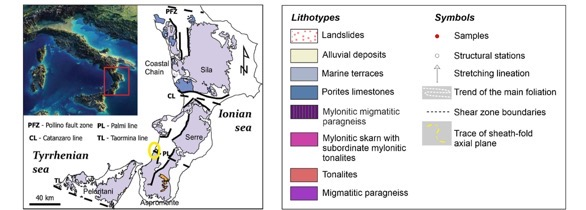 PFZ
Coastal
Chain
Sila
N
CL
Ionian
sea
PFZ - Pollino fault zone PL - Palmi line
CL - Catanzaro line TL - Taormina line
Serre
PL
Tyrrhenian
sea
TL
Peloritani
Aspromonte
40 km
Lithotypes
Landslides
Alluvial deposits
Marine terraces
Porites limestones
Mylonitic migmatitic
paragneiss
Mylonitic skarn with
subordinate mylonitic
tonalites
Tonalites
Migmatitic paragneiss
Symbols
Samples
Structural stations
Stretching lineation
Trend of the main foliation
Shear zone boundaries
Trace of sheath-fold
axial plane